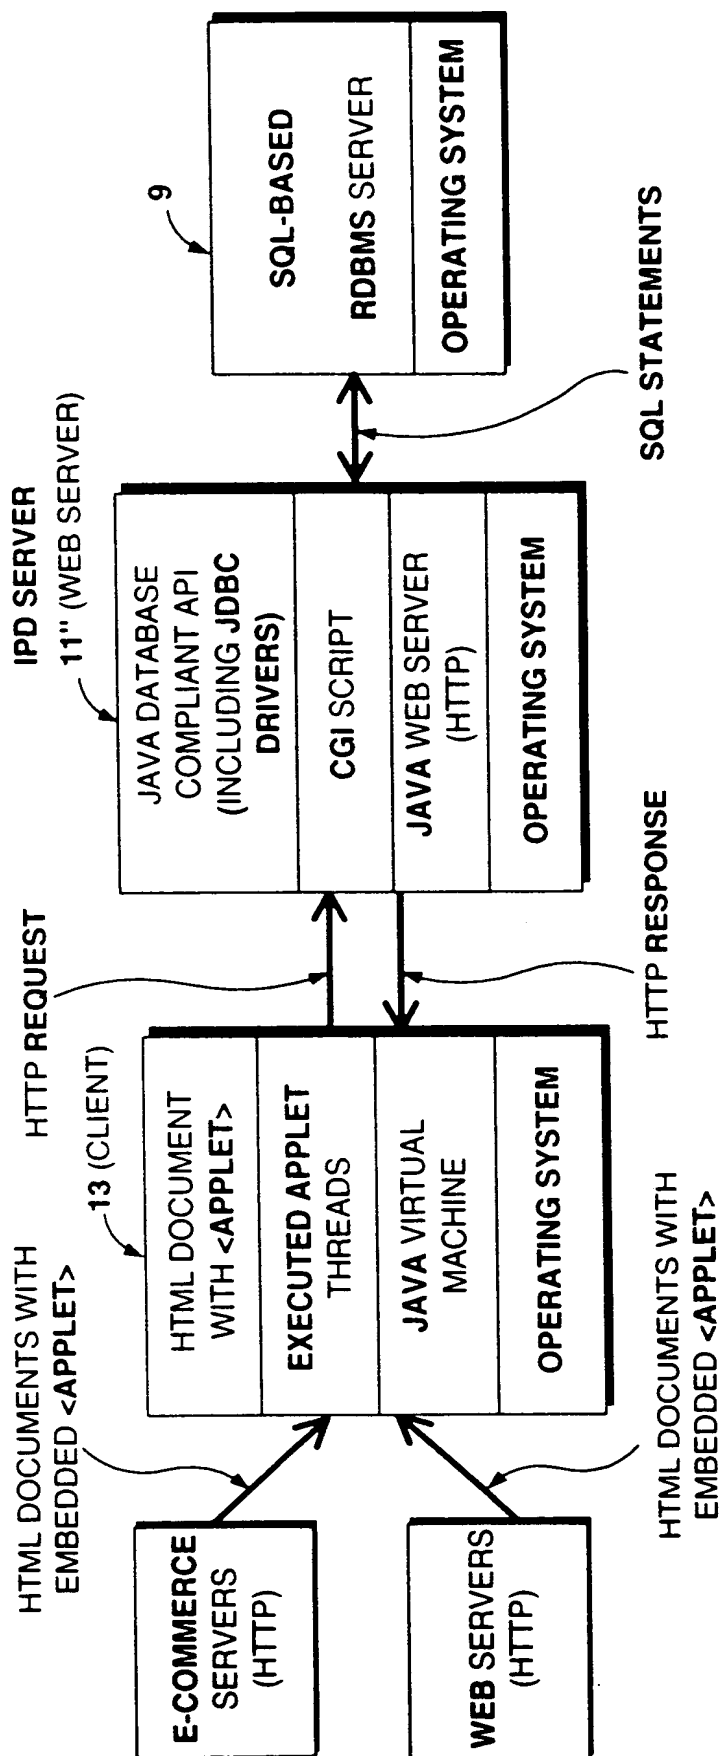 HTML DOCUMENTS WITH
EMBEDDED <APPLET>
E-COMMERCE
SERVERS
(HTTP)
WEB SERVERS
(HTTP)
HTML DOCUMENTS WITH
EMBEDDED <APPLET>
13 (CLIENT)
HTML DOCUMENT
WITH <APPLET>
EXECUTED APPLET
THREADS
JAVA VIRTUAL
MACHINE
OPERATING SYSTEM
HTTP REQUEST
HTTP RESPONSE
IPD SERVER
11" (WEB SERVER)
JAVA DATABASE
COMPLIANT API
(INCLUDING JDBC
DRIVERS)
CGI SCRIPT
JAVA WEB SERVER
(HTTP)
OPERATING SYSTEM
SQL STATEMENTS
9
SQL-BASED
RDBMS SERVER
OPERATING SYSTEM